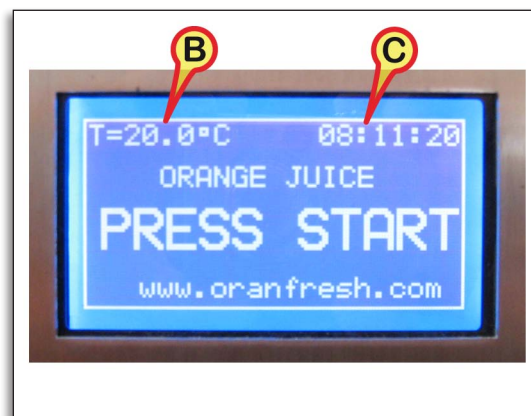 B C
T=20.0°C 08:11:20
ORANGE JUICE
PRESS START
www.oranfresh.com